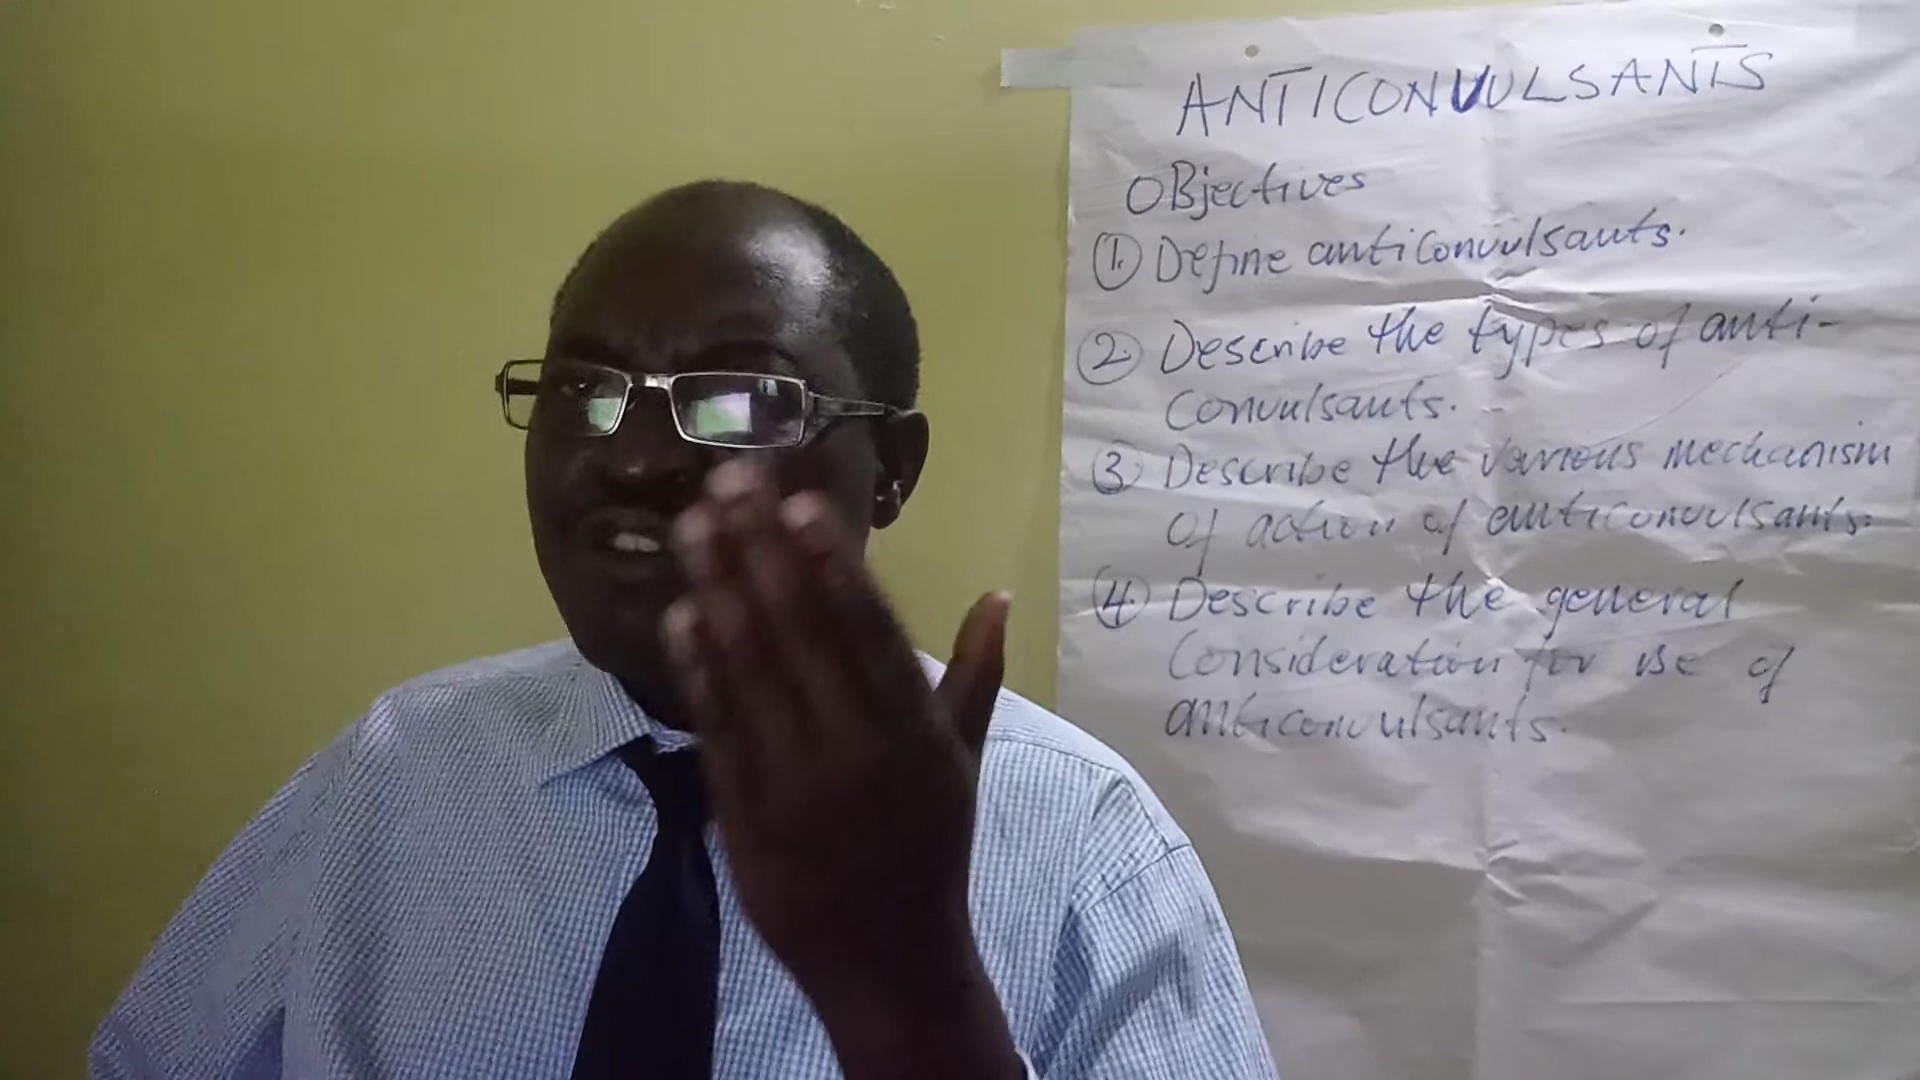 ANTICONVULSANTS
OBjectives
1. Define anticonvulsants.
2. Describe the types of anti-
convulsants.
3 Describe the various mechanism
of action of anticonvulsants.
4. Describe the general
Consideration for use of
anticonvulsants.